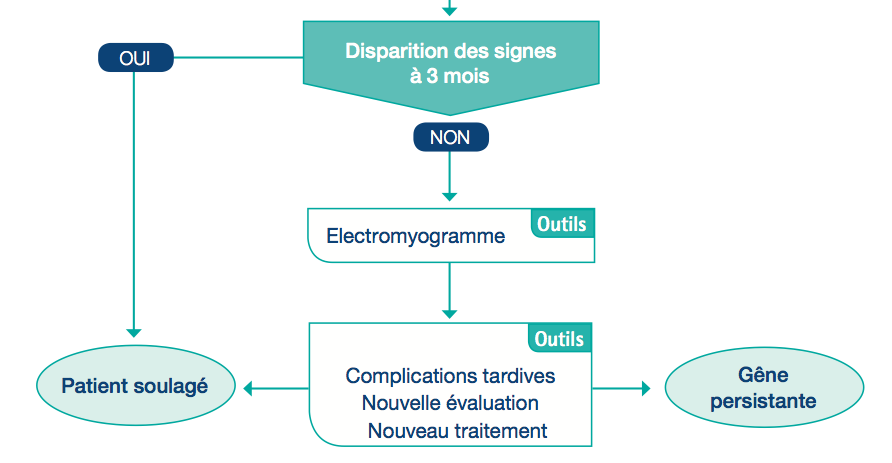 Disparition des signes
à 3 mois
OUI
NON
Outils
Electromyogramme
Outils
Complications tardives
Nouvelle évaluation
Nouveau traitement
Patient soulagé
Gêne
persistante